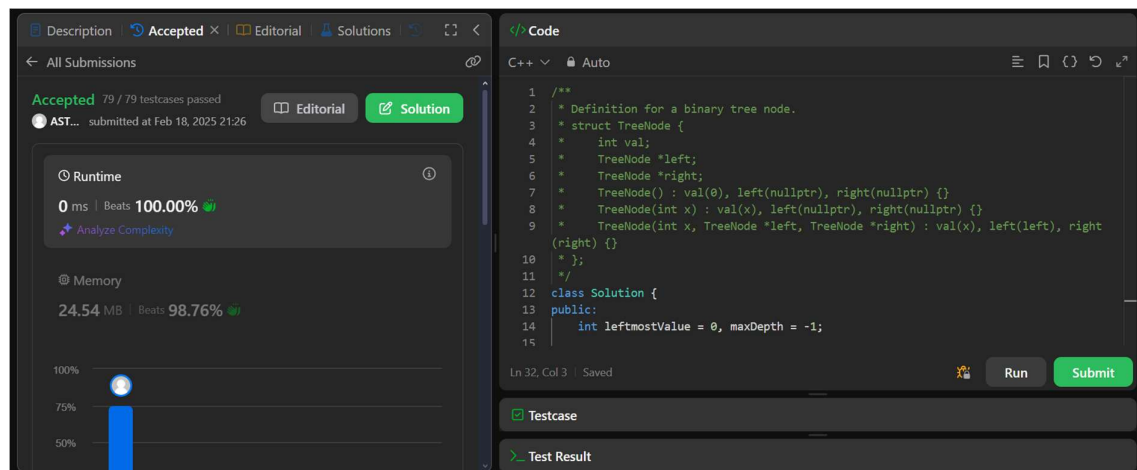 Description
Accepted
Editorial
Solutions
All Submissions
Accepted 79 / 79 testcases passed
AST... submitted at Feb 18, 2025 21:26
Editorial
Solution
Runtime
0 ms | Beats 100.00%
Analyze Complexity
Memory
24.54 MB | Beats 98.76%
100%
75%
50%
</> Code
C++
Auto
1 /**
2 * Definition for a binary tree node.
3 * struct TreeNode {
4 *     int val;
5 *     TreeNode *left;
6 *     TreeNode *right;
7 *     TreeNode() : val(0), left(nullptr), right(nullptr) {}
8 *     TreeNode(int x) : val(x), left(nullptr), right(nullptr) {}
9 *     TreeNode(int x, TreeNode *left, TreeNode *right) : val(x), left(left), right
(right) {}
10 * };
11 */
12 class Solution {
13 public:
14     int leftmostValue = 0, maxDepth = -1;
15
Ln 32, Col 3 | Saved
Run
Submit
Testcase
>_ Test Result